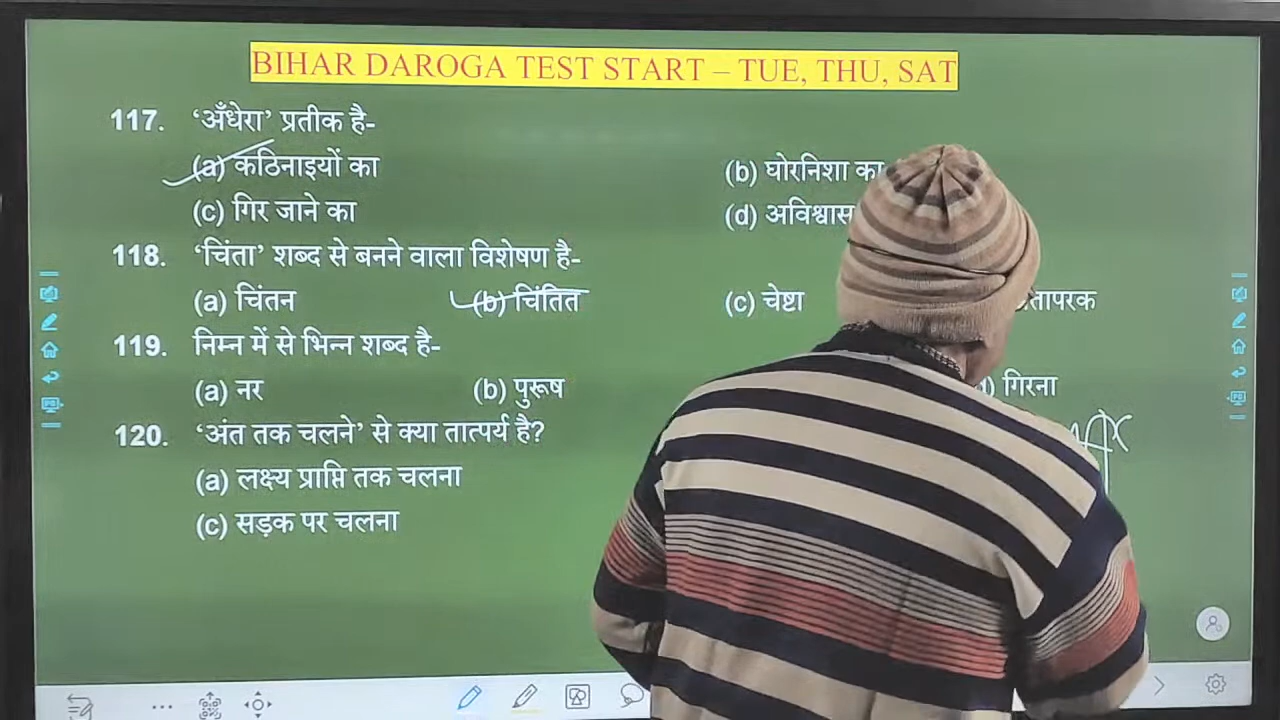 BIHAR DAROGA TEST START – TUE, THU, SAT
117. ‘अँधेरा’ प्रतीक है-
(a) कठिनाइयों का (b) घोरनिशा का
(c) गिर जाने का (d) अविश्वास
118. ‘चिंता’ शब्द से बनने वाला विशेषण है-
(a) चिंतन (b) चिंतित (c) चेष्टा
119. निम्न में से भिन्न शब्द है-
(a) नर (b) पुरूष गिरना
120. ‘अंत तक चलने’ से क्या तात्पर्य है?
(a) लक्ष्य प्राप्ति तक चलना
(c) सड़क पर चलना